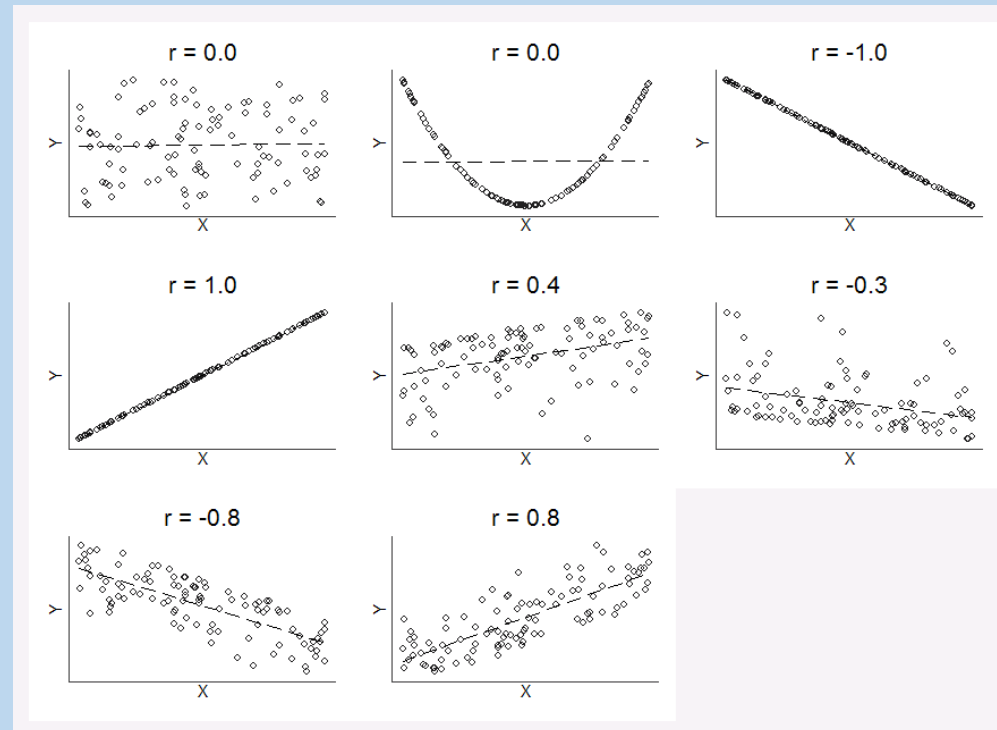 r = 0.0
Y
X
r = 0.0
Y
X
r = -1.0
Y
X
r = 1.0
Y
X
r = 0.4
Y
X
r = -0.3
Y
X
r = -0.8
Y
X
r = 0.8
Y
X